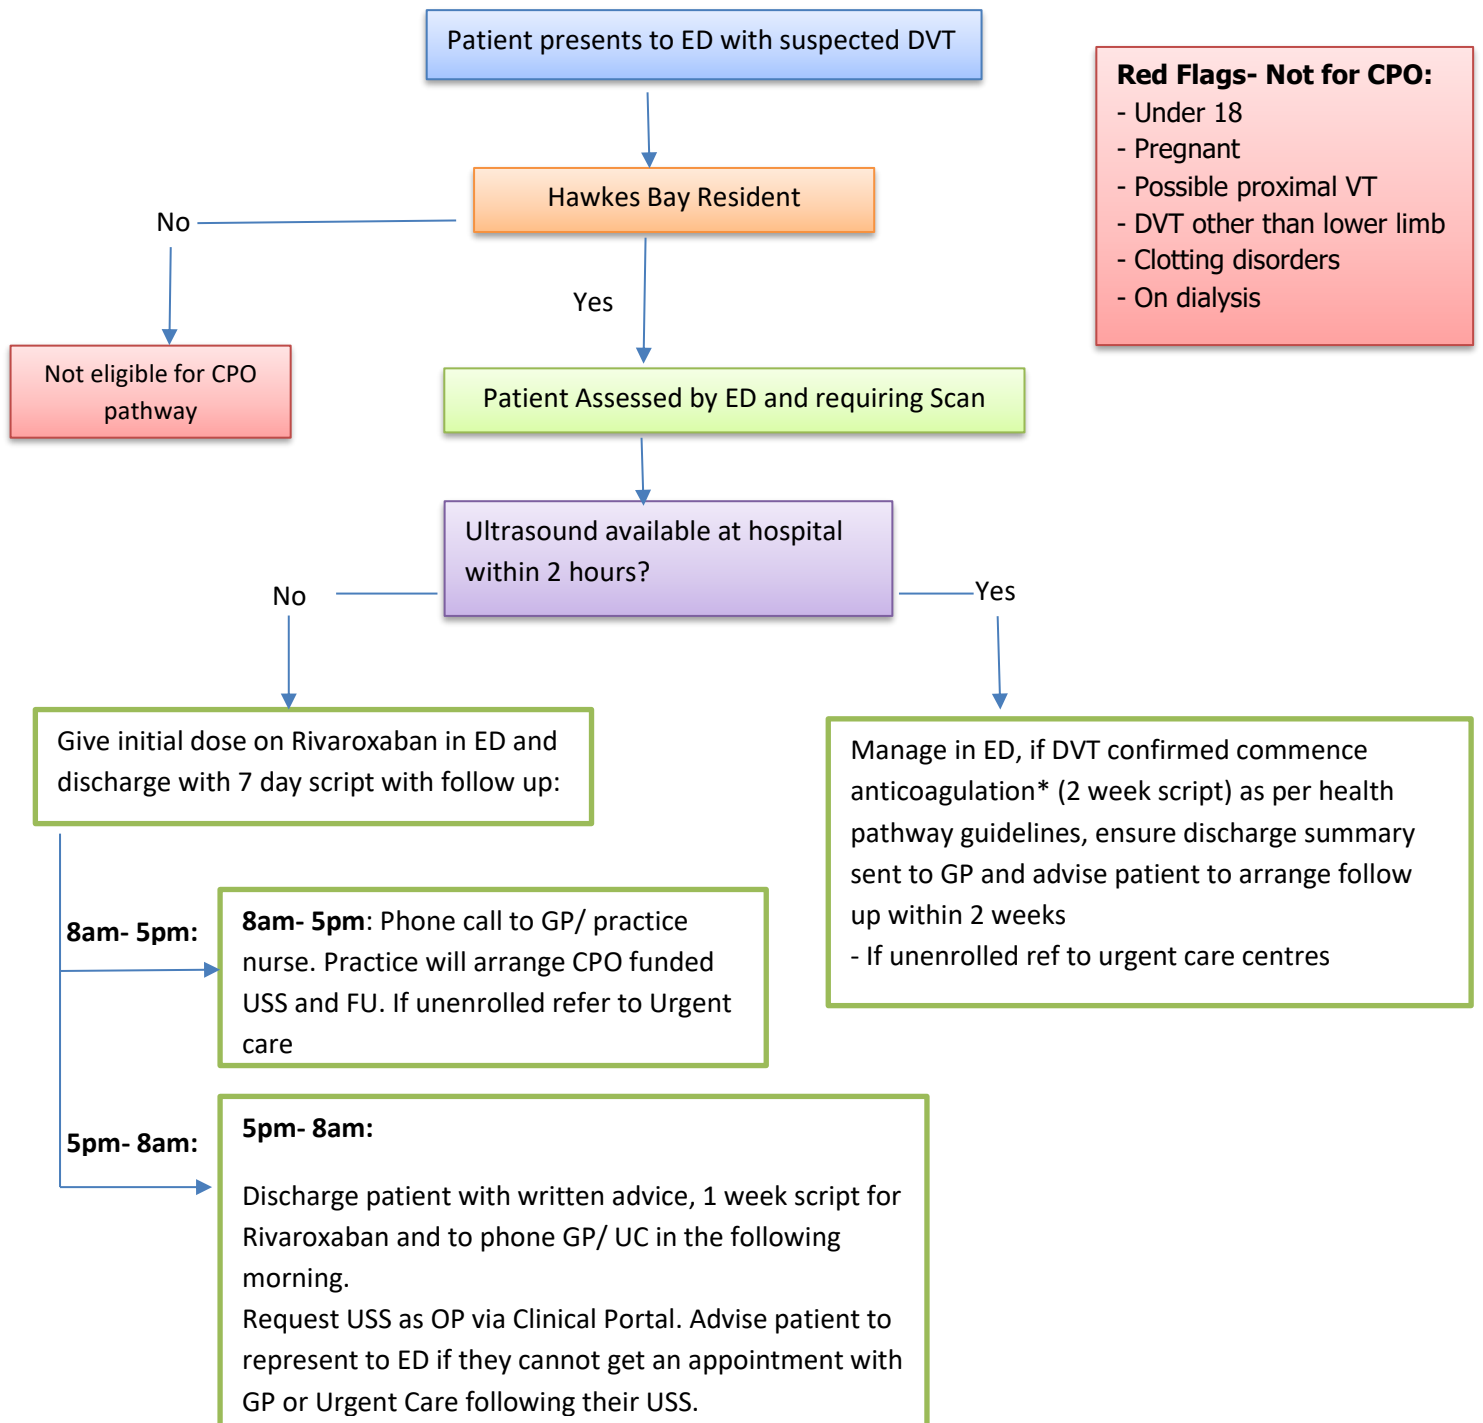 Patient presents to ED with suspected DVT
Red Flags- Not for CPO:
- Under 18
- Pregnant
- Possible proximal VT
- DVT other than lower limb
- Clotting disorders
- On dialysis
Hawkes Bay Resident
No
Yes
Not eligible for CPO
pathway
Patient Assessed by ED and requiring Scan
Ultrasound available at hospital
within 2 hours?
No
Yes
Give initial dose on Rivaroxaban in ED and
discharge with 7 day script with follow up:
Manage in ED, if DVT confirmed commence
anticoagulation* (2 week script) as per health
pathway guidelines, ensure discharge summary
sent to GP and advise patient to arrange follow
up within 2 weeks
- If unenrolled ref to urgent care centres
8am- 5pm:
8am- 5pm: Phone call to GP/ practice
nurse. Practice will arrange CPO funded
USS and FU. If unenrolled refer to Urgent
care
5pm- 8am:
5pm- 8am:
Discharge patient with written advice, 1 week script for
Rivaroxaban and to phone GP/ UC in the following
morning.
Request USS as OP via Clinical Portal. Advise patient to
represent to ED if they cannot get an appointment with
GP or Urgent Care following their USS.